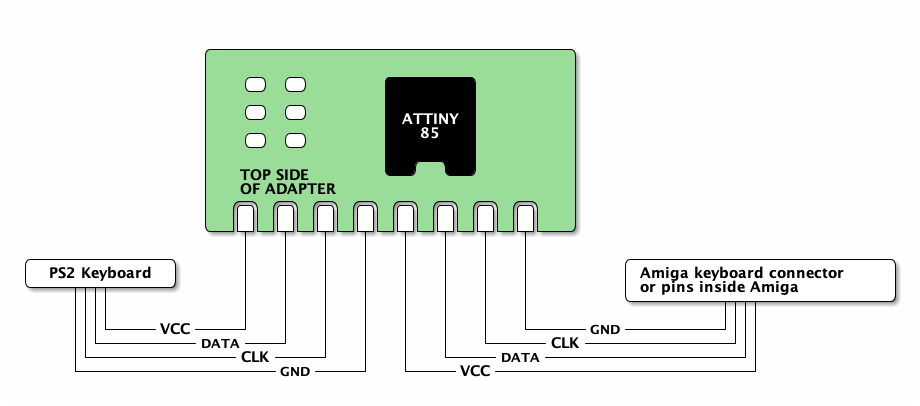 ATTINY
85
TOP SIDE
OF ADAPTER
PS2 Keyboard
Amiga keyboard connector
or pins inside Amiga
VCC
DATA
CLK
GND
GND
CLK
DATA
VCC